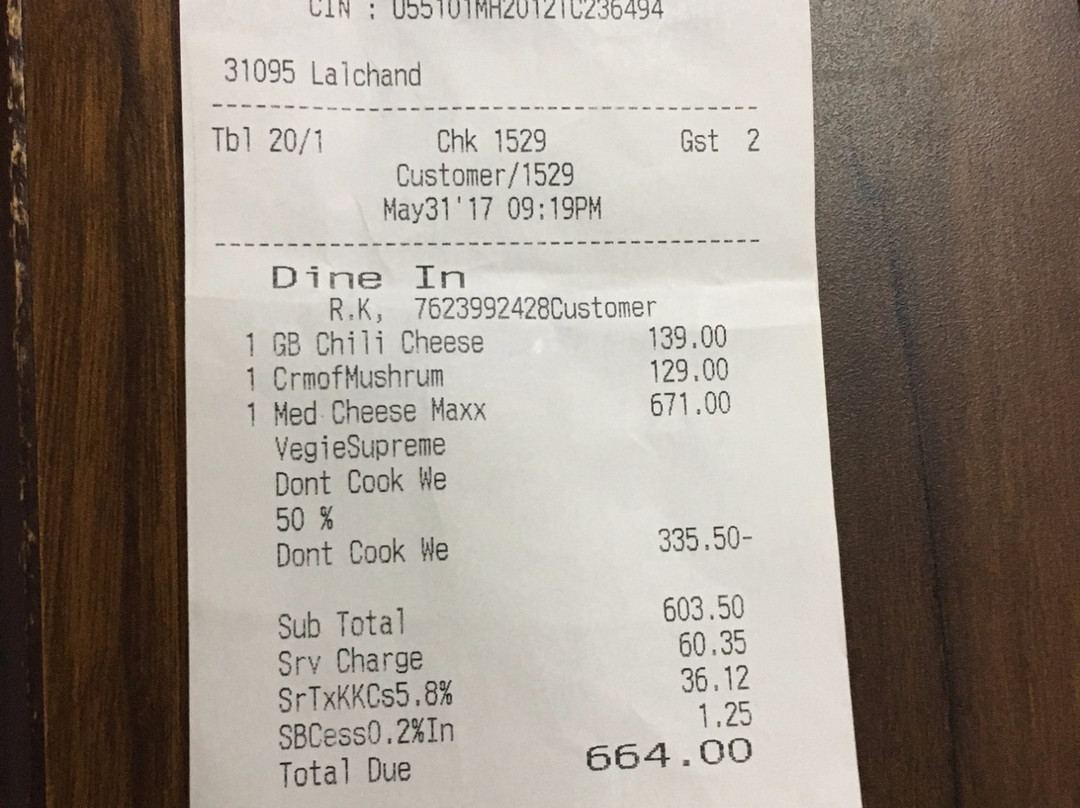 CIN : U55101MH2012TC236494
31095 Lalchand
Tbl 20/1 Chk 1529 Gst 2
Customer/1529
May31'17 09:19PM
Dine In
R.K, 7623992428Customer
1 GB Chili Cheese 139.00
1 CrmofMushrum 129.00
1 Med Cheese Maxx 671.00
VegieSupreme
Dont Cook We
50 %
Dont Cook We 335.50-
Sub Total 603.50
Srv Charge 60.35
SrTxKKCs5.8% 36.12
SBCess0.2%In 1.25
Total Due 664.00